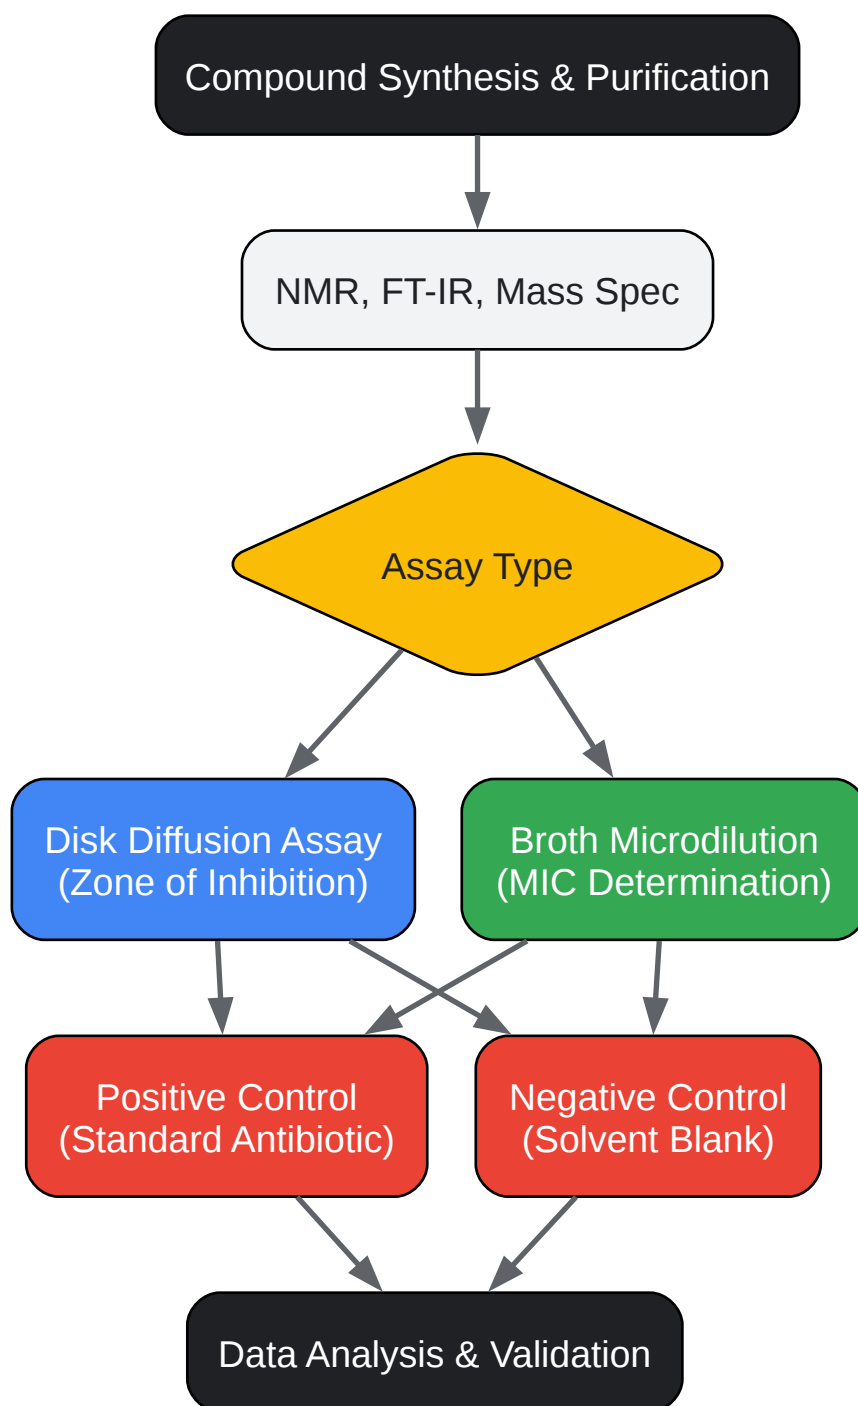 Compound Synthesis & Purification
NMR, FT-IR, Mass Spec
Assay Type
Disk Diffusion Assay
(Zone of Inhibition)
Broth Microdilution
(MIC Determination)
Positive Control
(Standard Antibiotic)
Negative Control
(Solvent Blank)
Data Analysis & Validation